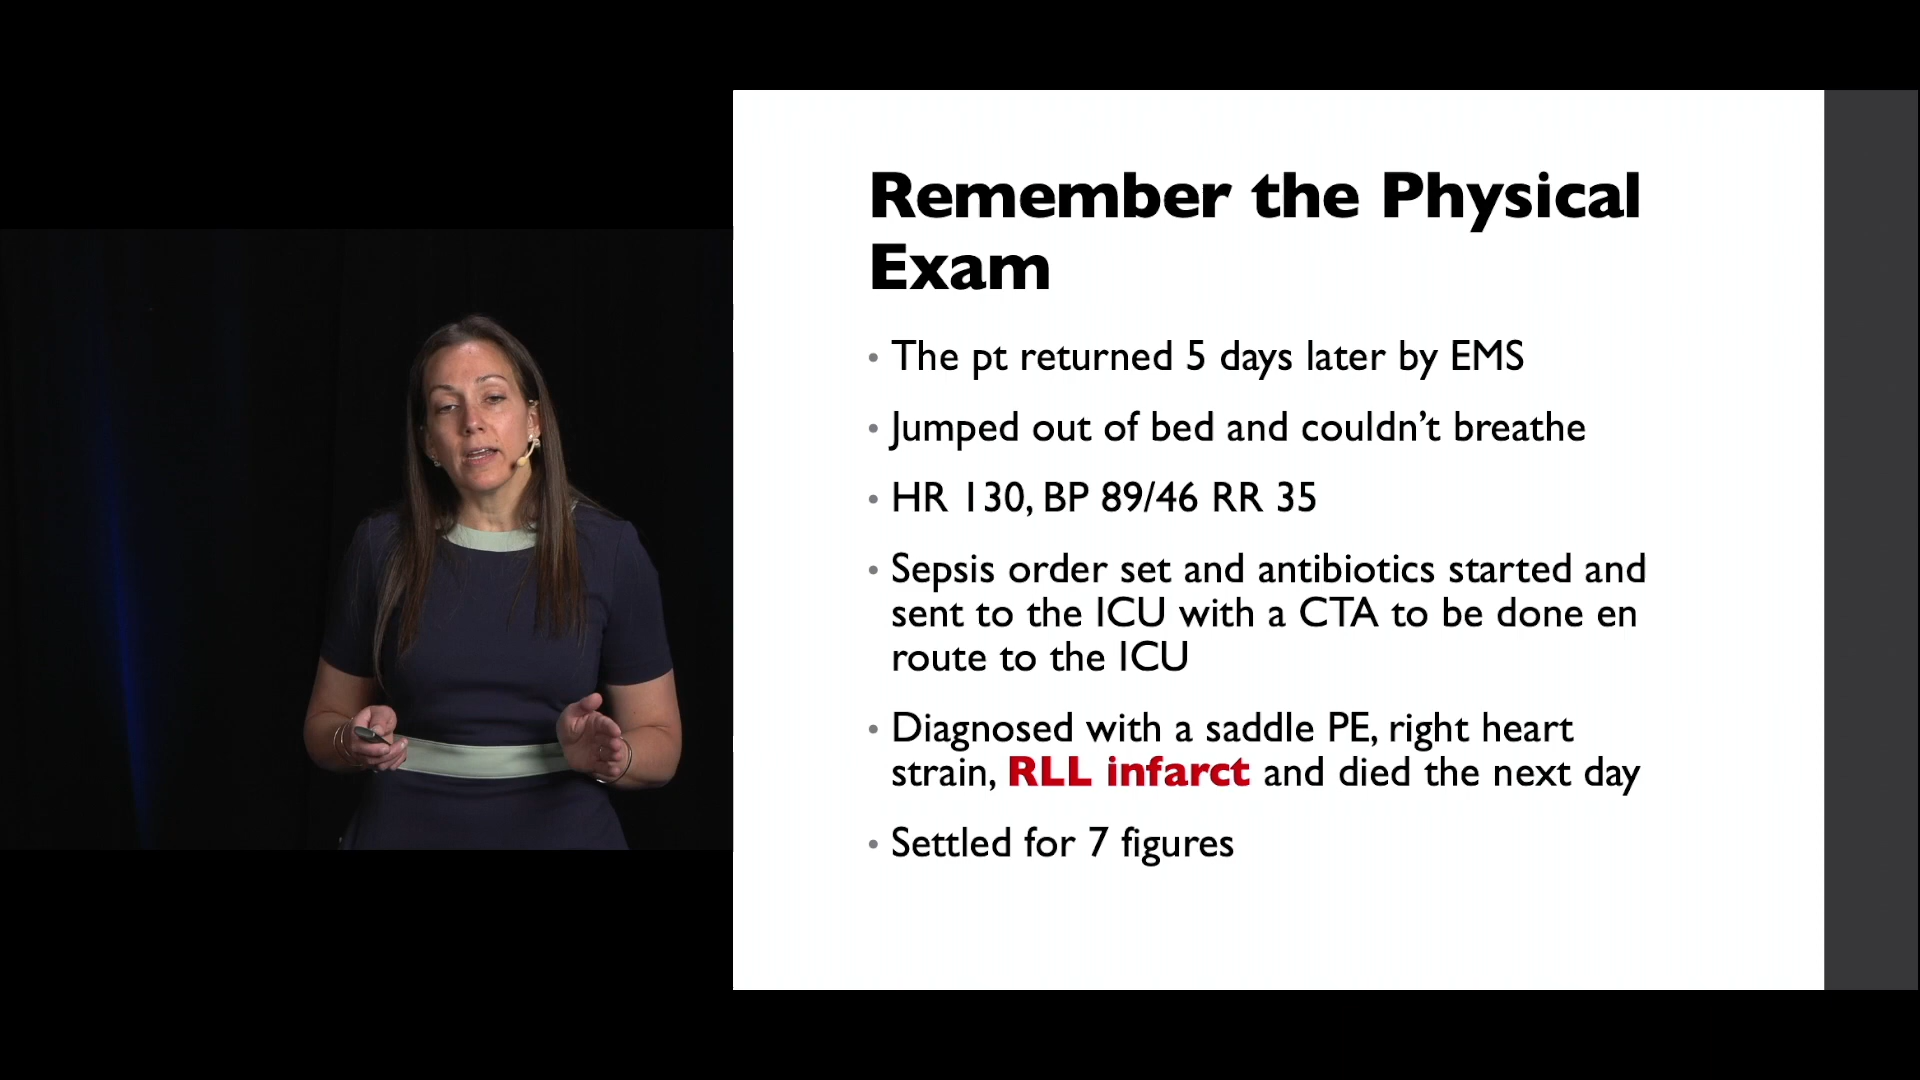 Remember the Physical
Exam
• The pt returned 5 days later by EMS
• Jumped out of bed and couldn’t breathe
• HR 130, BP 89/46 RR 35
• Sepsis order set and antibiotics started and
sent to the ICU with a CTA to be done en
route to the ICU
• Diagnosed with a saddle PE, right heart
strain, RLL infarct and died the next day
• Settled for 7 figures